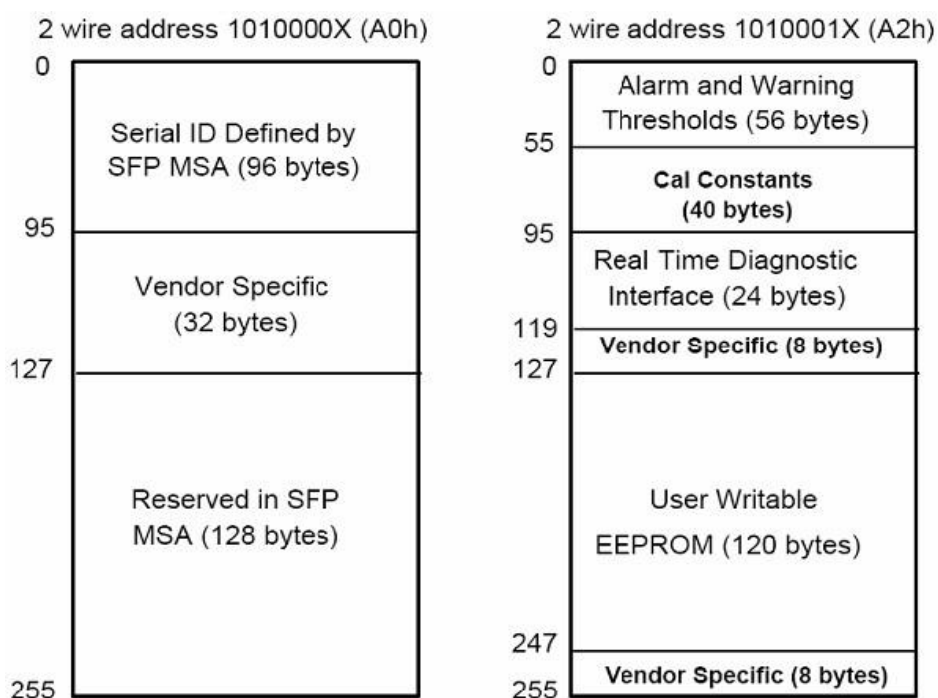 2 wire address 1010000X (A0h)
0
Serial ID Defined by
SFP MSA (96 bytes)
95
Vendor Specific
(32 bytes)
127
Reserved in SFP
MSA (128 bytes)
255
2 wire address 1010001X (A2h)
0
Alarm and Warning
Thresholds (56 bytes)
55
Cal Constants
(40 bytes)
95
Real Time Diagnostic
Interface (24 bytes)
119
Vendor Specific (8 bytes)
127
User Writable
EEPROM (120 bytes)
247
Vendor Specific (8 bytes)
255